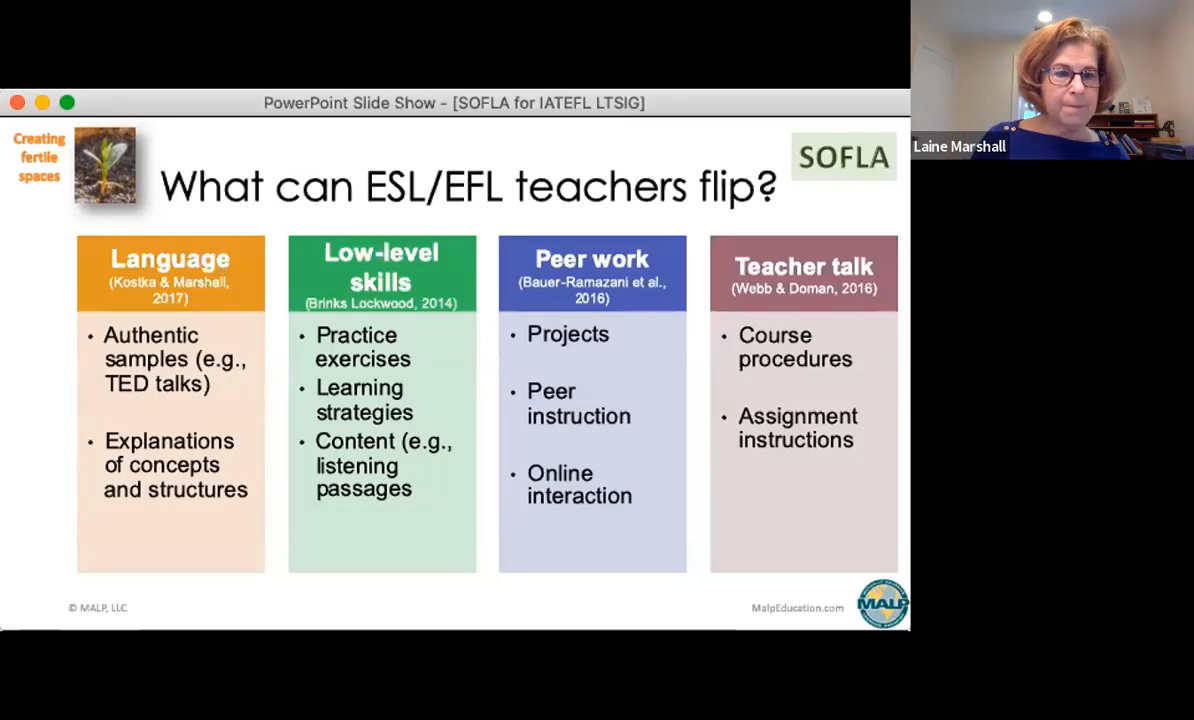 PowerPoint Slide Show - [SOFLA for IATEFL LTSIG]
Laine Marshall
Creating
fertile
spaces
What can ESL/EFL teachers flip?
SOFLA
Language
(Kostka & Marshall,
2017)
• Authentic
samples (e.g.,
TED talks)
• Explanations
of concepts
and structures
Low-level
skills
(Brinks Lockwood, 2014)
• Practice
exercises
• Learning
strategies
• Content (e.g.,
listening
passages
Peer work
(Bauer-Ramazani et al.,
2016)
• Projects
• Peer
instruction
• Online
interaction
Teacher talk
(Webb & Doman, 2016)
• Course
procedures
• Assignment
instructions
© MALP, LLC
MalpEducation.com
MALP